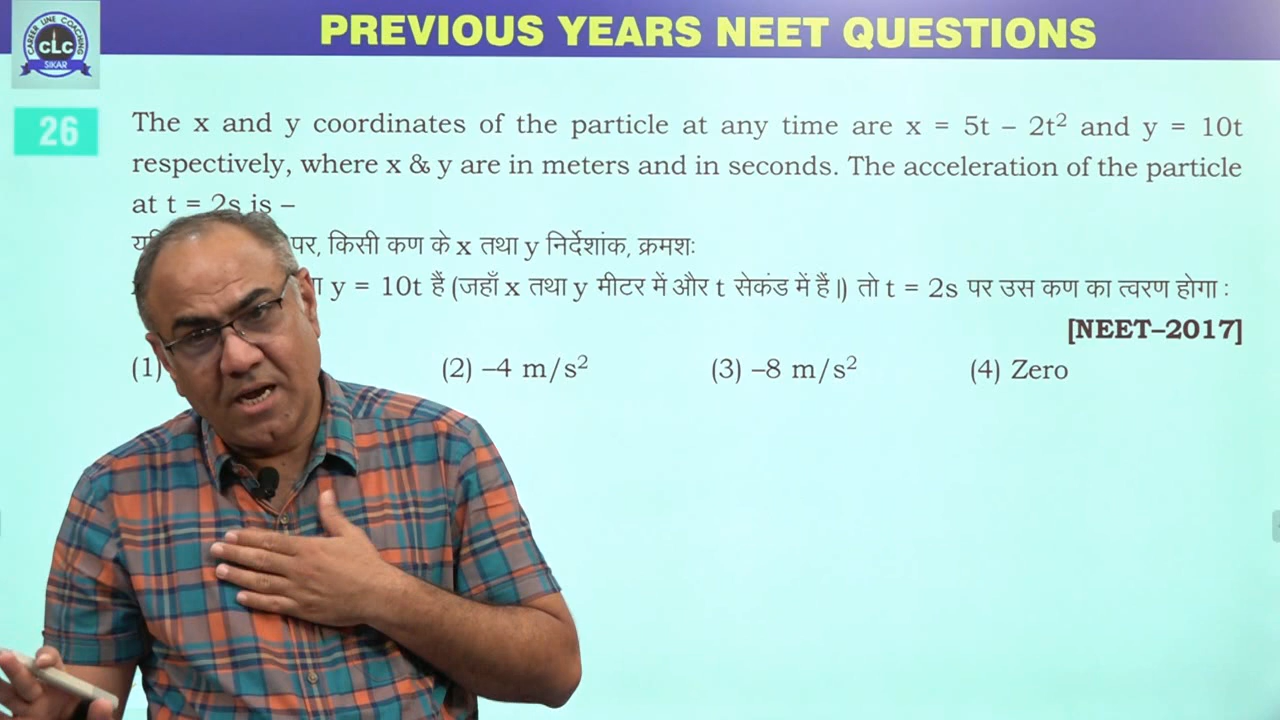 CAREER LINE COACHING
CLC
SIKAR
PREVIOUS YEARS NEET QUESTIONS
26
The x and y coordinates of the particle at any time are x = 5t – 2t² and y = 10t
respectively, where x & y are in meters and in seconds. The acceleration of the particle
at t = 2s is –
पर, किसी कण के x तथा y निर्देशांक, क्रमशः
y = 10t हैं (जहाँ x तथा y मीटर में और t सेकंड में हैं।) तो t = 2s पर उस कण का त्वरण होगा :
[NEET–2017]
(1) (2) –4 m/s² (3) –8 m/s² (4) Zero